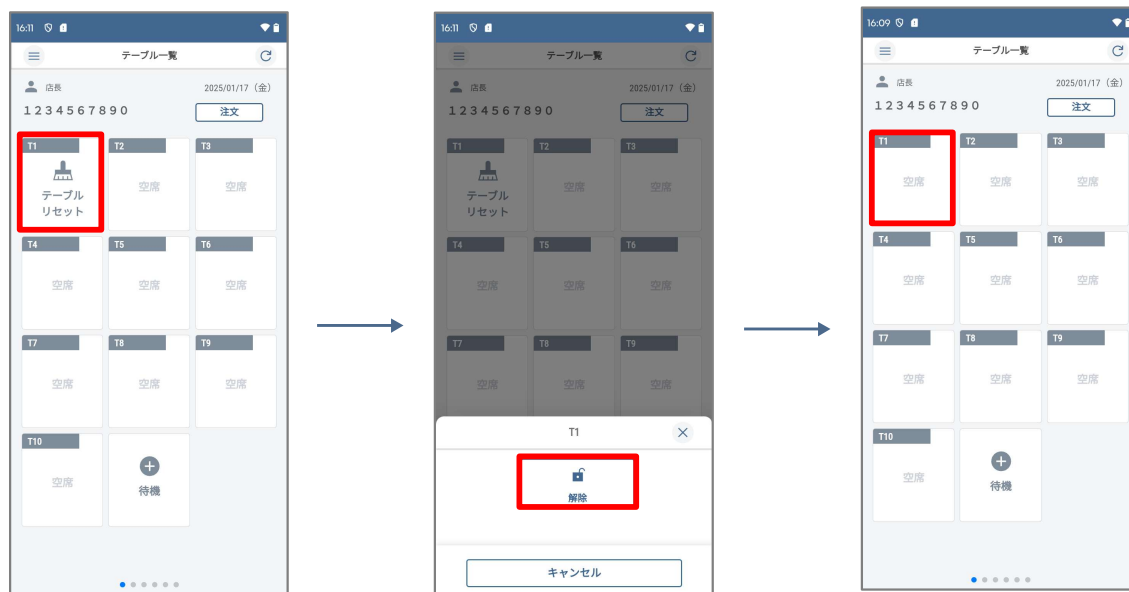 16:11
テーブル一覧
店長
2025/01/17（金）
1234567890
注文
T1
T2
T3
テーブル
リセット
空席
空席
T4
T5
T6
空席
空席
空席
T7
T8
T9
空席
空席
空席
T10
空席
待機
16:11
テーブル一覧
店長
2025/01/17（金）
1234567890
注文
T1
T2
T3
テーブル
リセット
空席
空席
T4
T5
T6
空席
空席
空席
T7
T8
T9
空席
空席
空席
T1
解除
キャンセル
16:09
テーブル一覧
店長
2025/01/17（金）
1234567890
注文
T1
T2
T3
空席
空席
空席
T4
T5
T6
空席
空席
空席
T7
T8
T9
空席
空席
空席
T10
空席
待機